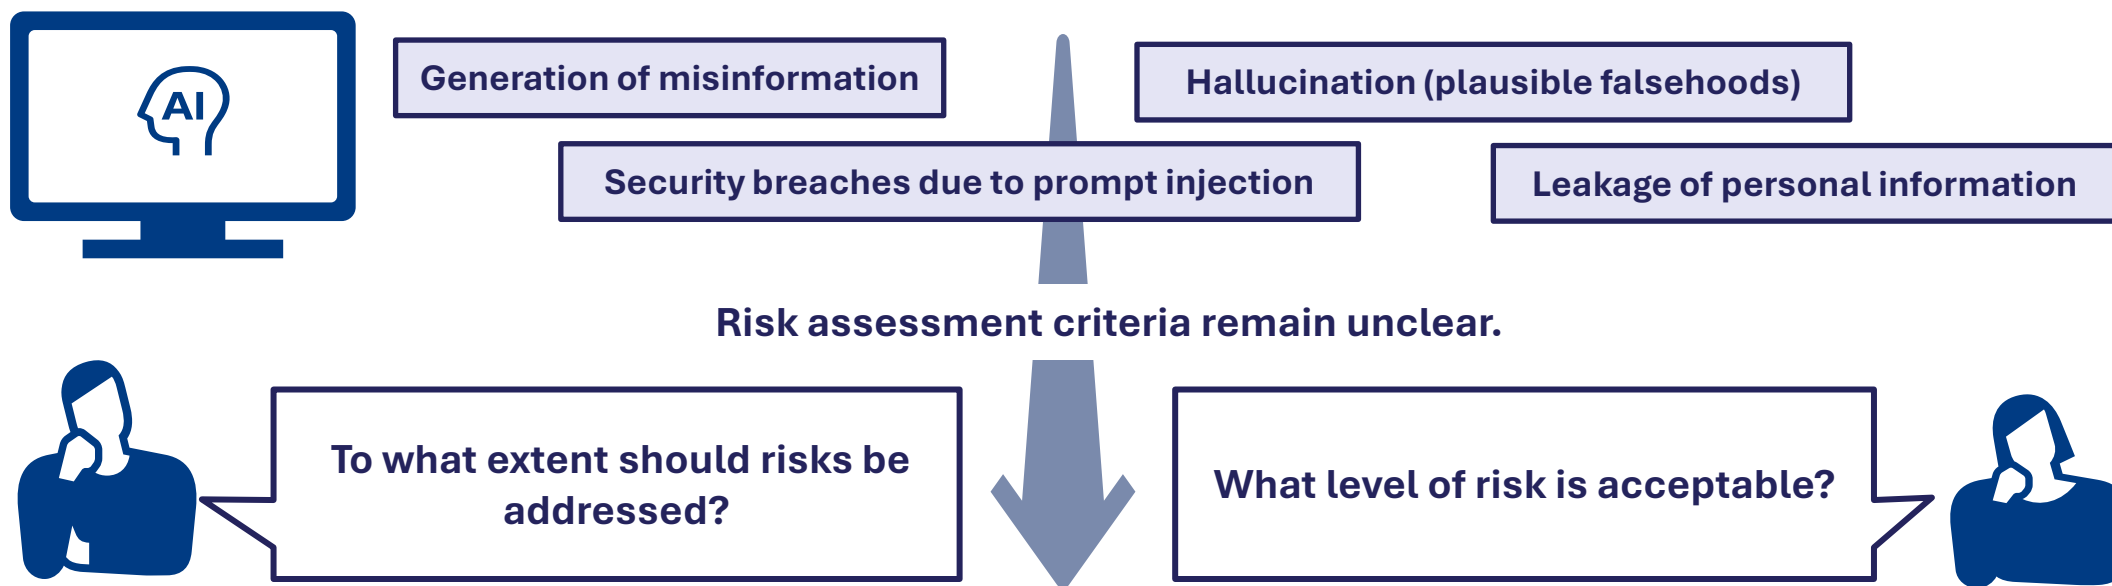 AI
Generation of misinformation
Hallucination (plausible falsehoods)
Security breaches due to prompt injection
Leakage of personal information
Risk assessment criteria remain unclear.
To what extent should risks be
addressed?
What level of risk is acceptable?